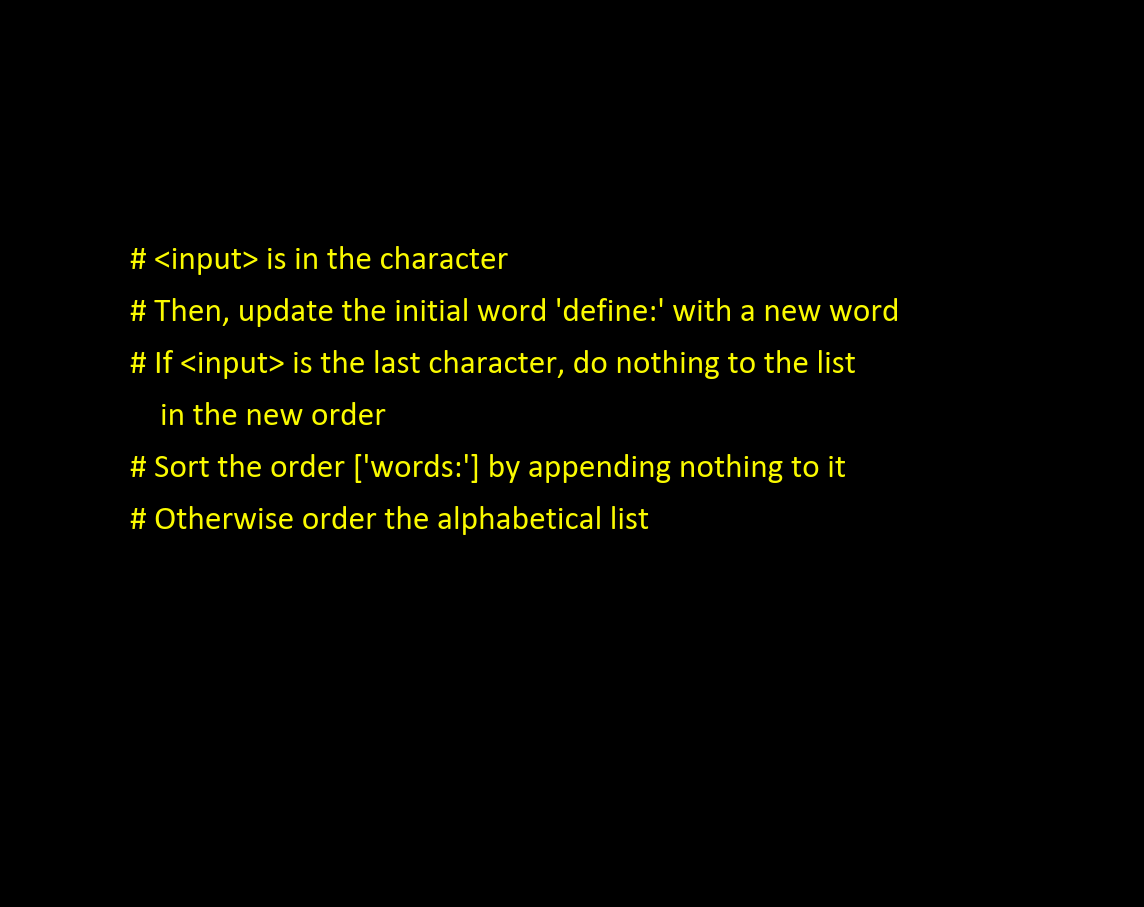 # <input> is in the character
# Then, update the initial word 'define:' with a new word
# If <input> is the last character, do nothing to the list
in the new order
# Sort the order ['words:'] by appending nothing to it
# Otherwise order the alphabetical list